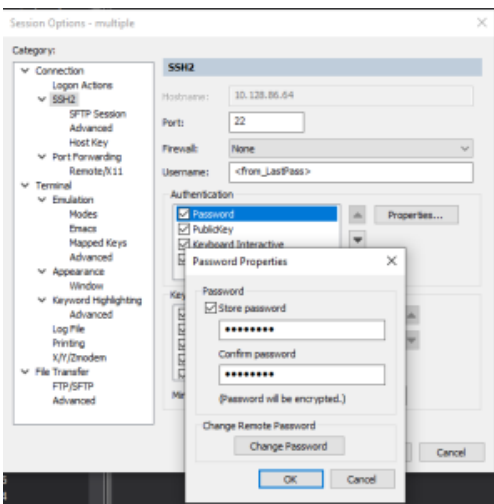 Session Options - multiple
Category:
Connection
Logon Actions
SSH2
SFTP Session
Advanced
Host Key
Port Forwarding
Remote/X11
Terminal
Emulation
Modes
Emacs
Mapped Keys
Advanced
Appearance
Window
Keyword Highlighting
Advanced
Log File
Printing
X/Y/Zmodem
File Transfer
FTP/SFTP
Advanced
SSH2
Hostname: 10.128.86.64
Port: 22
Firewall: None
Username: <from_LastPass>
Authentication
Password
PublicKey
Keyboard Interactive
Properties...
Key
Password Properties
Password
Store password
••••••••
Confirm password
••••••••
(Password will be encrypted.)
Change Remote Password
Change Password
OK Cancel
Cancel